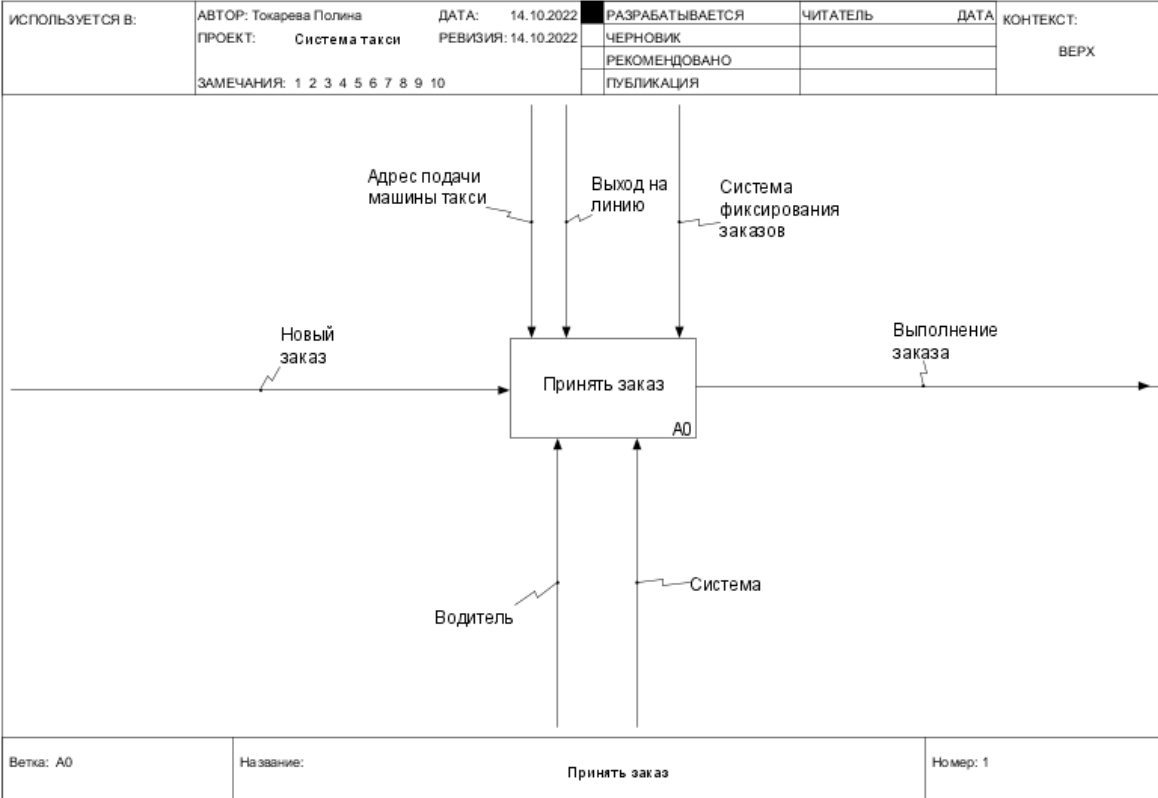 ИСПОЛЬЗУЕТСЯ В:
АВТОР: Токарева Полина
ДАТА: 14.10.2022
ПРОЕКТ: Система такси
РЕВИЗИЯ: 14.10.2022
ЗАМЕЧАНИЯ: 1 2 3 4 5 6 7 8 9 10
РАЗРАБАТЫВАЕТСЯ
ЧЕРНОВИК
РЕКОМЕНДОВАНО
ПУБЛИКАЦИЯ
ЧИТАТЕЛЬ
ДАТА
КОНТЕКСТ:
ВЕРХ
Адрес подачи
машины такси
Выход на
линию
Система
фиксирования
заказов
Новый
заказ
Принять заказ
A0
Выполнение
заказа
Водитель
Система
Ветка: A0
Название:
Принять заказ
Номер: 1